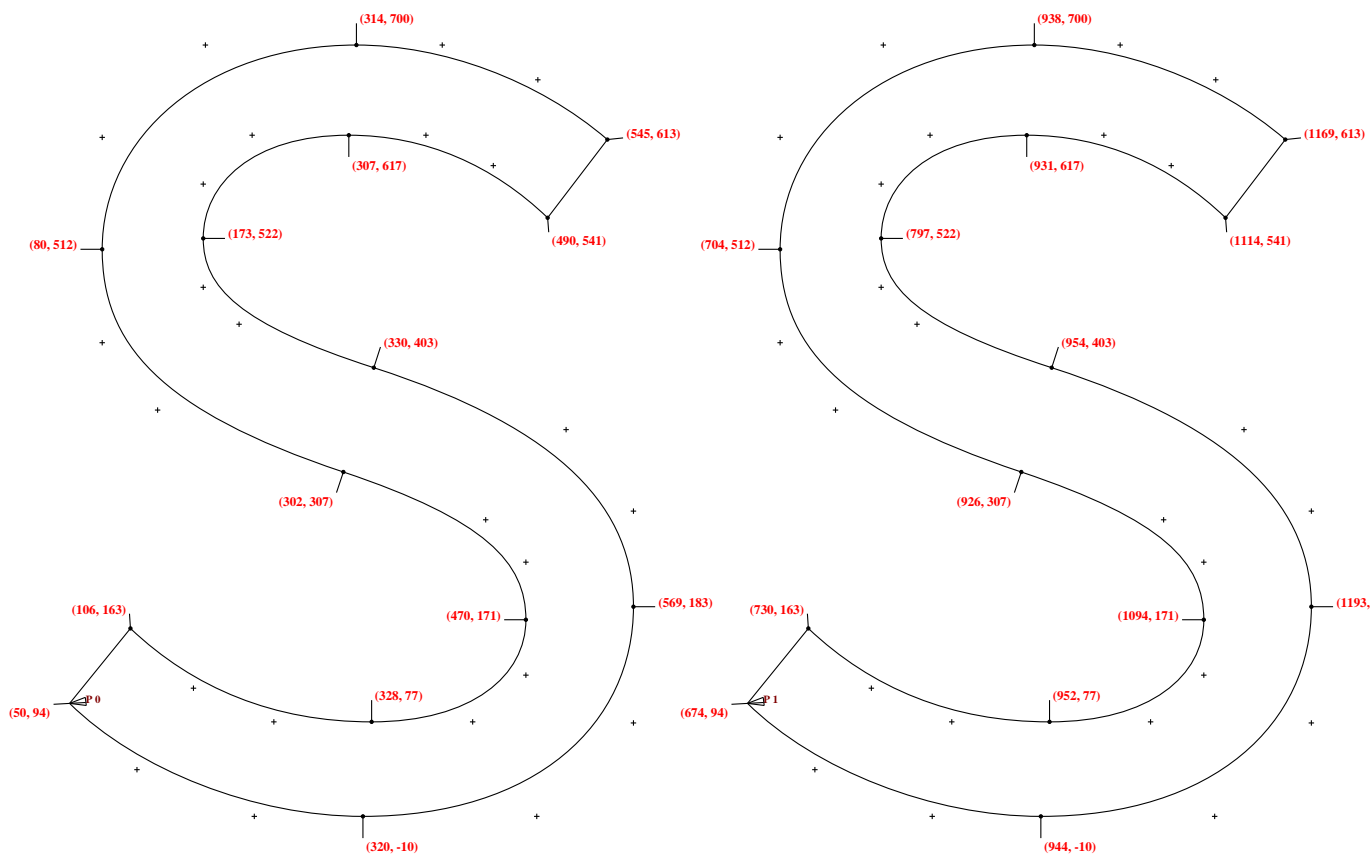 (314, 700) (938, 700)
(545, 613) (1169, 613)
(307, 617) (931, 617)
(80, 512) (173, 522) (490, 541) (704, 512) (797, 522) (1114, 541)
(330, 403) (954, 403)
(302, 307) (926, 307)
(106, 163) (470, 171) (569, 183) (730, 163) (1094, 171) (1193,
(50, 94) P 0 (328, 77) (674, 94) P 1 (952, 77)
(320, -10) (944, -10)